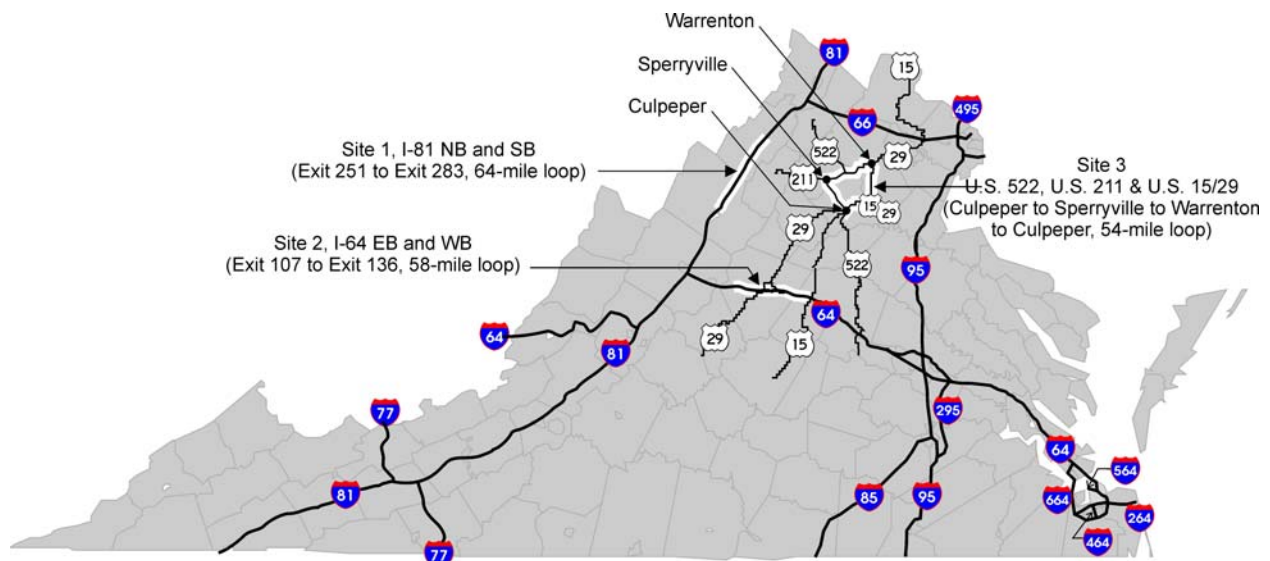 Warrenton
81
15
Sperryville
Culpeper
495
66
Site 1, I-81 NB and SB
(Exit 251 to Exit 283, 64-mile loop)
522
29
Site 3
U.S. 522, U.S. 211 & U.S. 15/29
(Culpeper to Sperryville to Warrenton
to Culpeper, 54-mile loop)
211
15
29
29
Site 2, I-64 EB and WB
(Exit 107 to Exit 136, 58-mile loop)
522
95
64
64
29
15
81
77
295
64
564
81
85
95
664
264
464
77